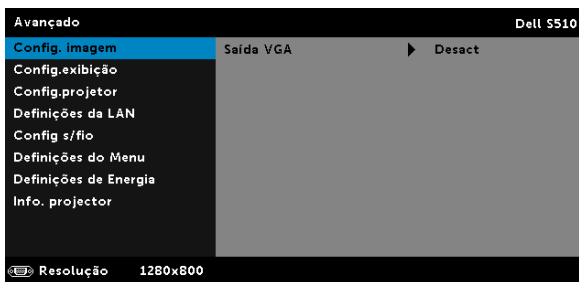 Avançado Dell S510
Config. imagem Saída VGA Desact
Config.exibição
Config.projetor
Definições da LAN
Config s/fio
Definições do Menu
Definições de Energia
Info. projector
Resolução 1280x800